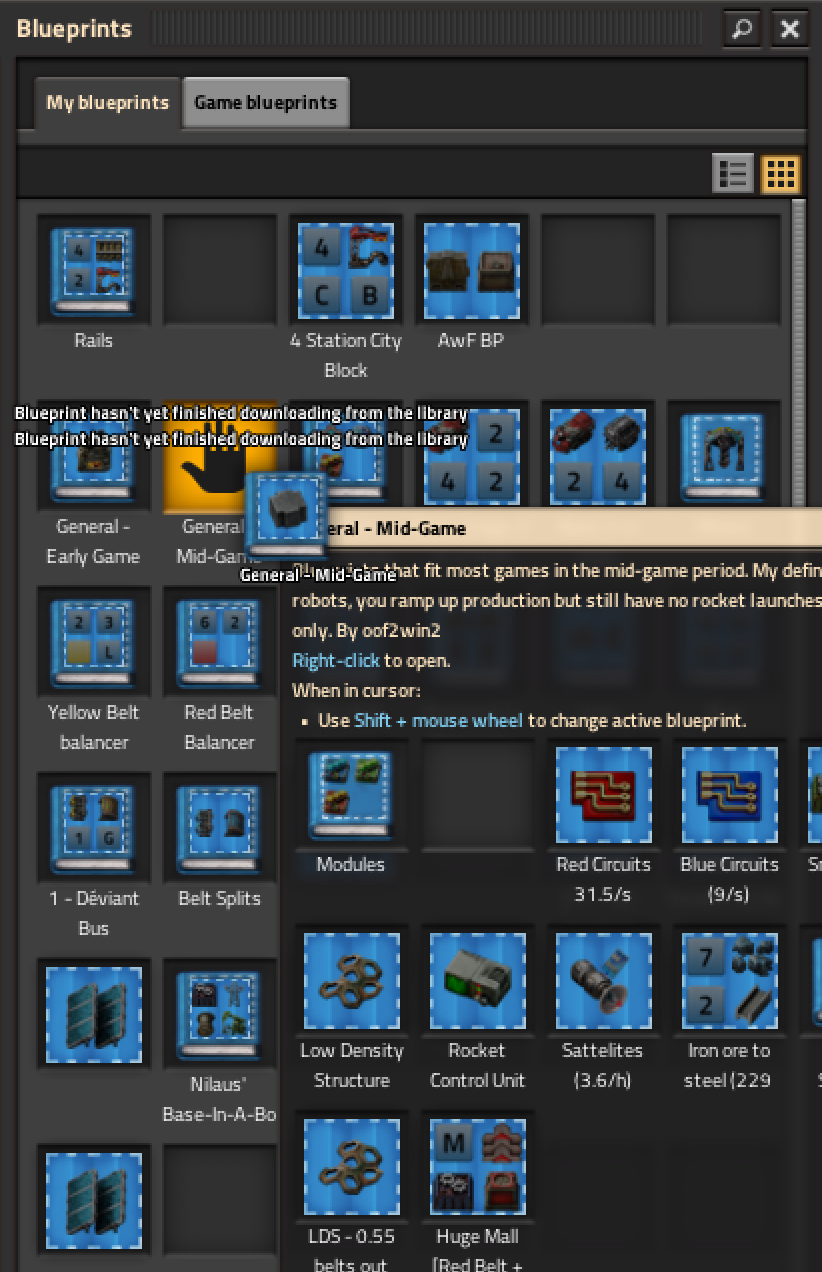 Blueprints
My blueprints
Game blueprints
4
2
4
C B
Rails
4 Station City
Block
AwF BP
Blueprint hasn't yet finished downloading from the library
Blueprint hasn't yet finished downloading from the library
2
4 2
2 4
General -
Early Game
General
Mid-Gam
eral - Mid-Game
General - Mid-Game
that fit most games in the mid-game period. My defin
robots, you ramp up production but still have no rocket launches
only. By oof2win2
Right-click to open.
When in cursor:
▪ Use Shift + mouse wheel to change active blueprint.
2 3
L
6 2
Yellow Belt
balancer
Red Belt
Balancer
Modules
Red Circuits
31.5/s
Blue Circuits
(9/s)
1 G
1 - Dëviant
Bus
Belt Splits
7
2
Low Density
Structure
Rocket
Control Unit
Sattelites
(3.6/h)
Iron ore to
steel (229
Nilaus'
Base-In-A-Bo
M
LDS - 0.55
belts out
Huge Mall
[Red Belt +